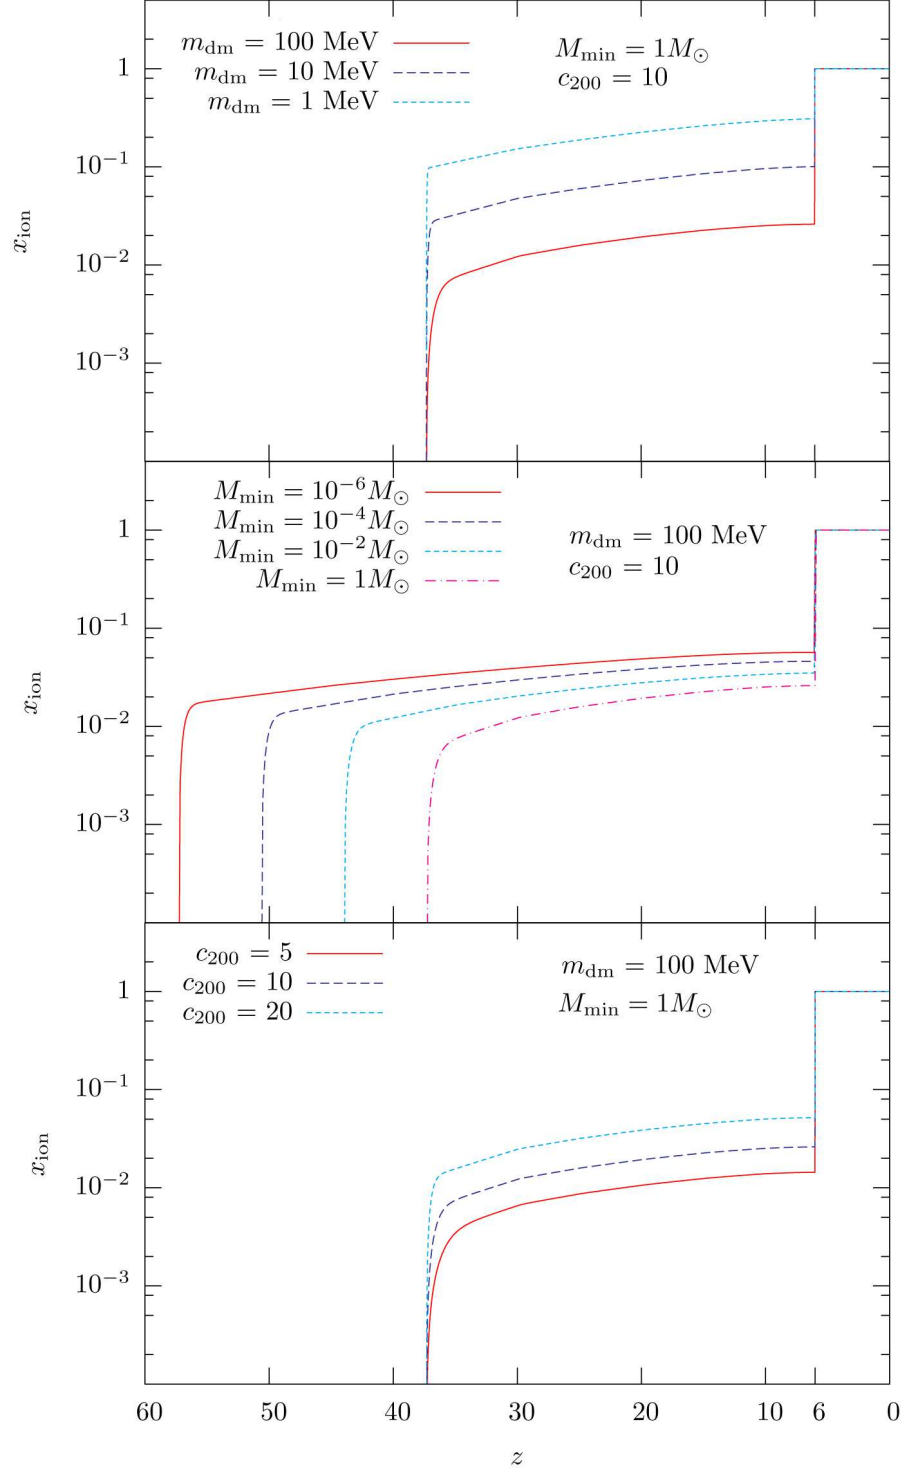 m_dm = 100 MeV
m_dm = 10 MeV
m_dm = 1 MeV
M_min = 1M_⊙
c_200 = 10
1
10^−1
10^−2
10^−3
x_ion
M_min = 10^−6 M_⊙
M_min = 10^−4 M_⊙
M_min = 10^−2 M_⊙
M_min = 1M_⊙
m_dm = 100 MeV
c_200 = 10
1
10^−1
10^−2
10^−3
x_ion
c_200 = 5
c_200 = 10
c_200 = 20
m_dm = 100 MeV
M_min = 1M_⊙
1
10^−1
10^−2
10^−3
x_ion
60 50 40 30 20 10 6 0
z